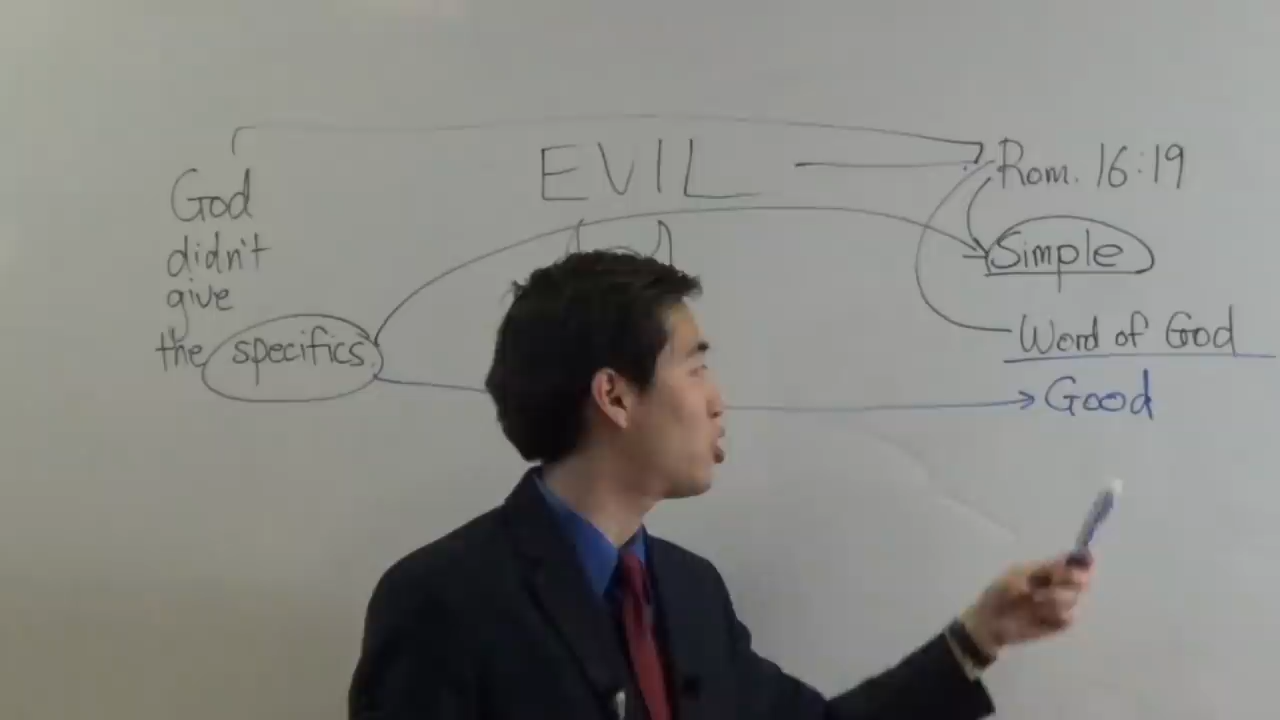 God
didn't
give
the specifics.
EVIL
Rom. 16:19
Simple
Word of God
Good